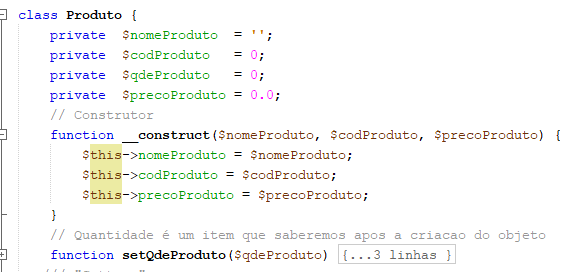 class Produto {
private $nomeProduto = '';
private $codProduto = 0;
private $qdeProduto = 0;
private $precoProduto = 0.0;
// Construtor
function __construct($nomeProduto, $codProduto, $precoProduto) {
$this->nomeProduto = $nomeProduto;
$this->codProduto = $codProduto;
$this->precoProduto = $precoProduto;
}
// Quantidade é um item que saberemos apos a criacao do objeto
function setQdeProduto($qdeProduto) {...3 linhas }